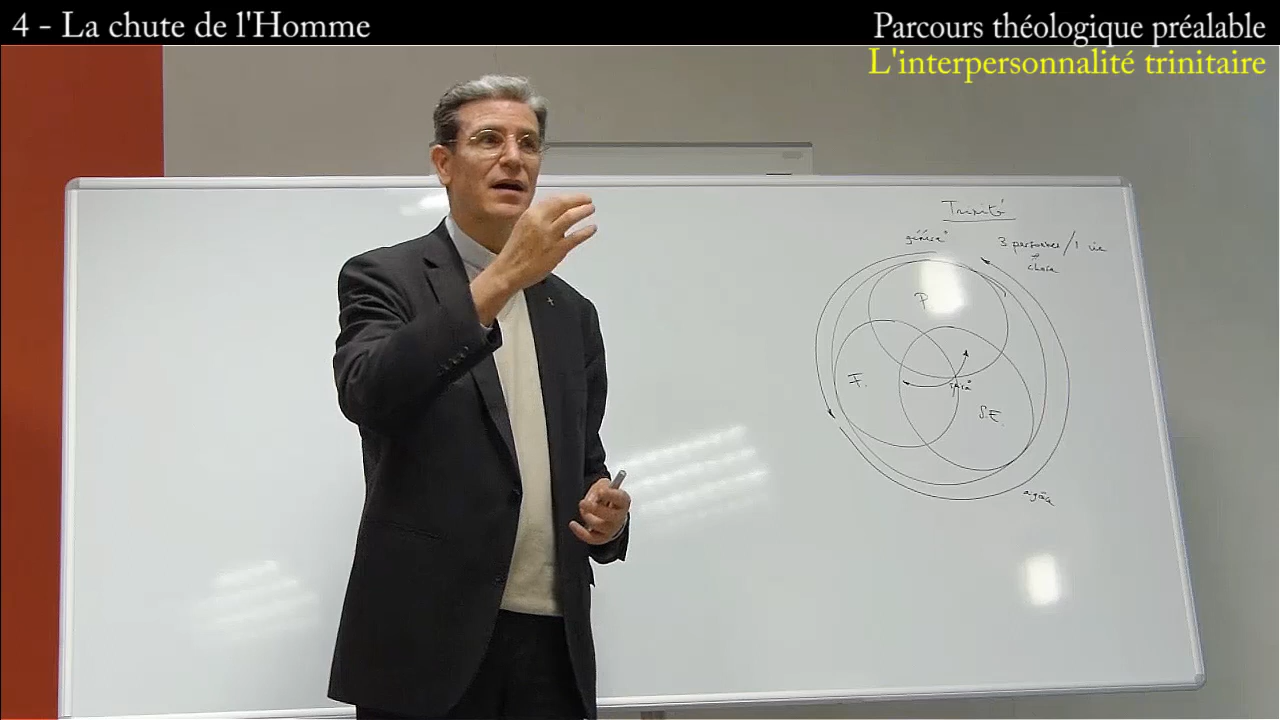 4 - La chute de l'Homme
Parcours théologique préalable
L'interpersonnalité trinitaire
Trinité
3 personnes / 1 vie
P
F.
S.E.